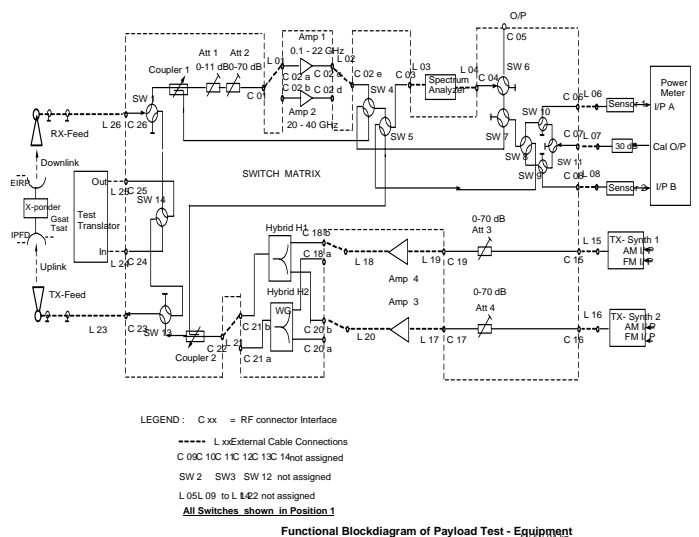 O/P
C 05
Amp 1
0.1 - 22 GHz
Att 1
Att 2
0-11 dB
0-70 dB
Coupler 1
L 01
L 02
C 02 a
C 02 c
C 02 b
C 02 d
C 01
C 02 e
Amp 2
20 - 40 GHz
SW 4
SW 5
C 03
L 03
Spectrum
Analyzer
L 04
C 04
SW 6
SW 7
SW 8
SW 9
SW 10
SW 11
C 06
L 06
Sensor 1
I/P A
C 07
L 07
30 dB
Cal O/P
C 08
L 08
Sensor 2
I/P B
Power
Meter
SW 1
L 26
C 26
RX-Feed
Downlink
EIRP
X-ponder
Gsat
Tsat
IPFD
Uplink
TX-Feed
Out
Test
Translator
In
L 25
C 25
L 24
C 24
SW 14
SWITCH MATRIX
L 23
C 23
SW 13
Coupler 2
C 22
L 21
C 21 b
C 21 a
Hybrid H1
Hybrid H2
WG
C 18 b
C 18 a
C 20 b
C 20 a
L 18
L 20
Amp 4
Amp 3
L 19
C 19
L 17
C 17
0-70 dB
Att 3
0-70 dB
Att 4
L 15
C 15
TX- Synth 1
AM I/P
FM I/P
L 16
C 16
TX- Synth 2
AM I/P
FM I/P
LEGEND : C xx = RF connector Interface
L xx External Cable Connections
C 09 C 10 C 11 C 12 C 13 C 14 not assigned
SW 2 SW3 SW 12 not assigned
L 05 L 09 to L 22 not assigned
All Switches shown in Position 1
Functional Blockdiagram of Payload Test - Equipment